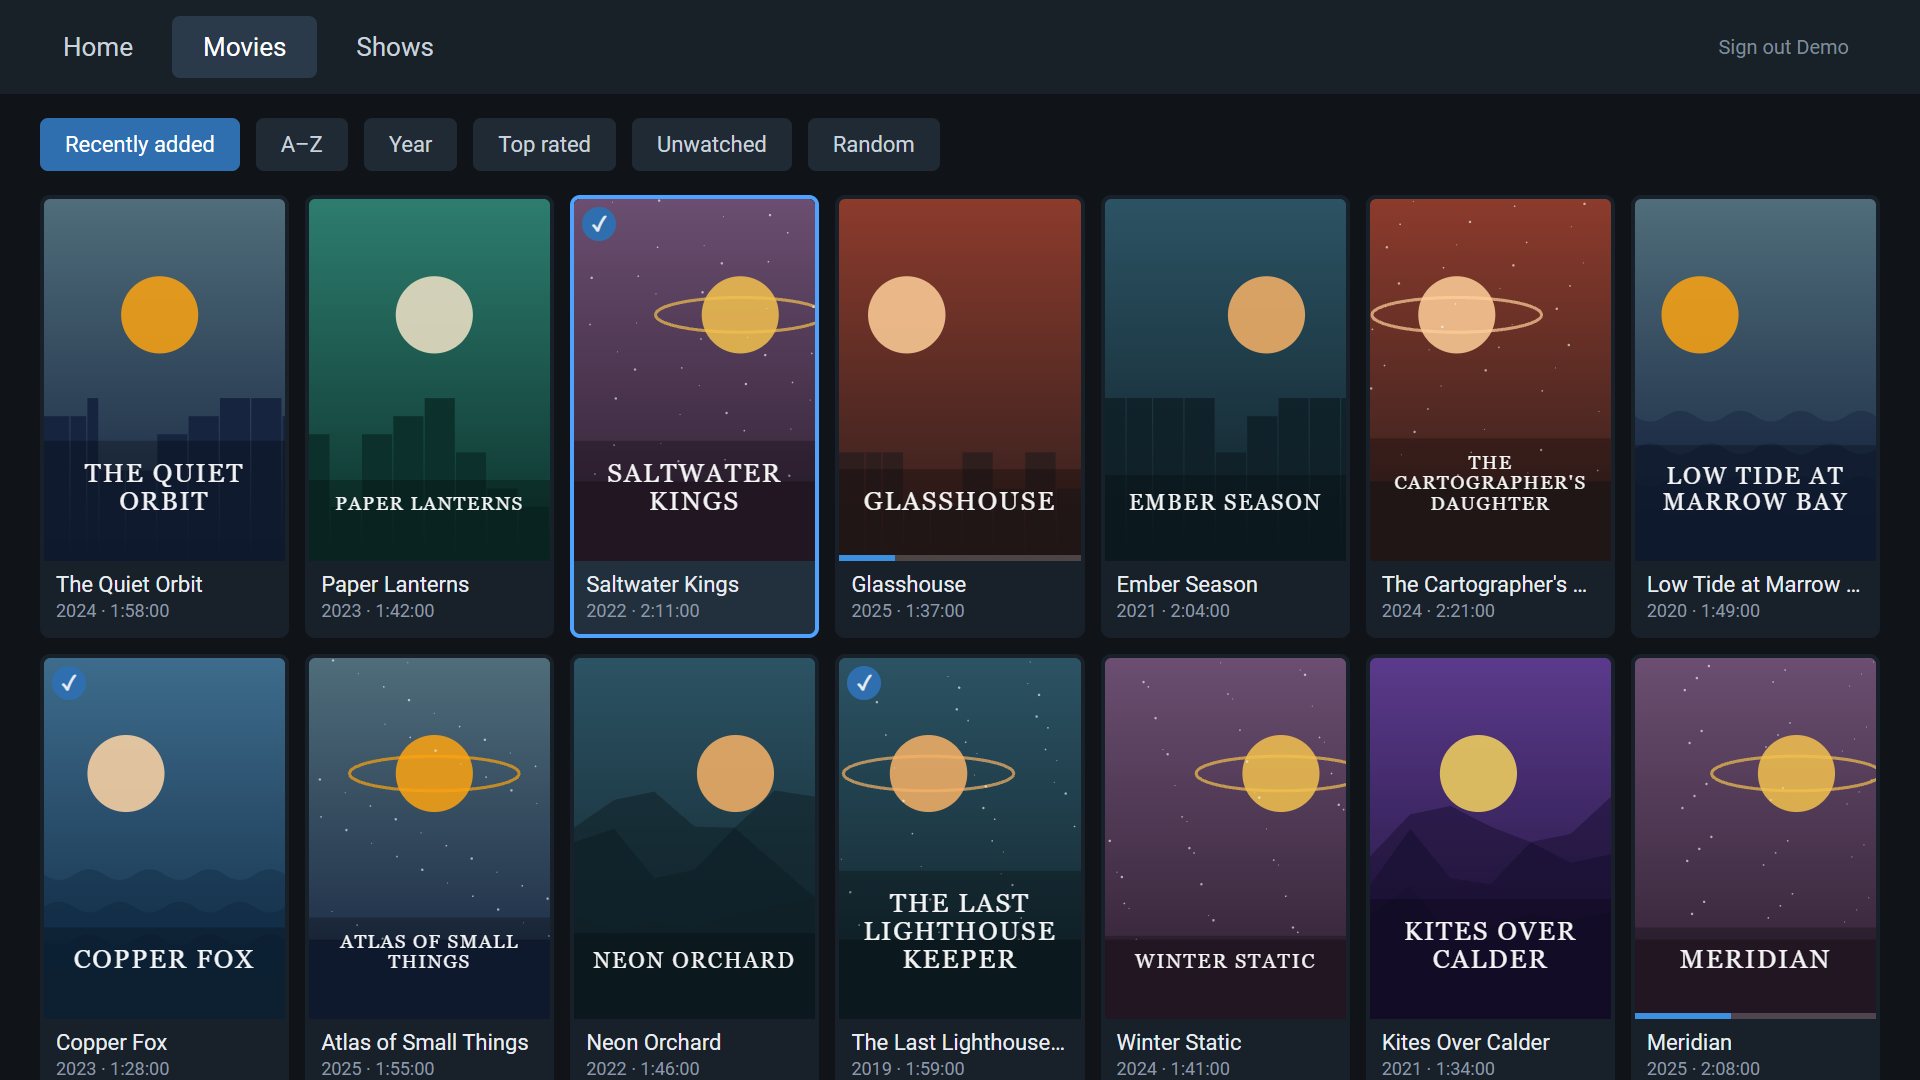 Home
Movies
Shows
Sign out Demo
Recently added
A–Z
Year
Top rated
Unwatched
Random
THE QUIET
ORBIT
The Quiet Orbit
2024 · 1:58:00
PAPER LANTERNS
Paper Lanterns
2023 · 1:42:00
SALTWATER
KINGS
Saltwater Kings
2022 · 2:11:00
GLASSHOUSE
Glasshouse
2025 · 1:37:00
EMBER SEASON
Ember Season
2021 · 2:04:00
THE
CARTOGRAPHER'S
DAUGHTER
The Cartographer's ...
2024 · 2:21:00
LOW TIDE AT
MARROW BAY
Low Tide at Marrow ...
2020 · 1:49:00
COPPER FOX
Copper Fox
2023 · 1:28:00
ATLAS OF SMALL
THINGS
Atlas of Small Things
2025 · 1:55:00
NEON ORCHARD
Neon Orchard
2022 · 1:46:00
THE LAST
LIGHTHOUSE
KEEPER
The Last Lighthouse...
2019 · 1:59:00
WINTER STATIC
Winter Static
2024 · 1:41:00
KITES OVER
CALDER
Kites Over Calder
2021 · 1:34:00
MERIDIAN
Meridian
2025 · 2:08:00